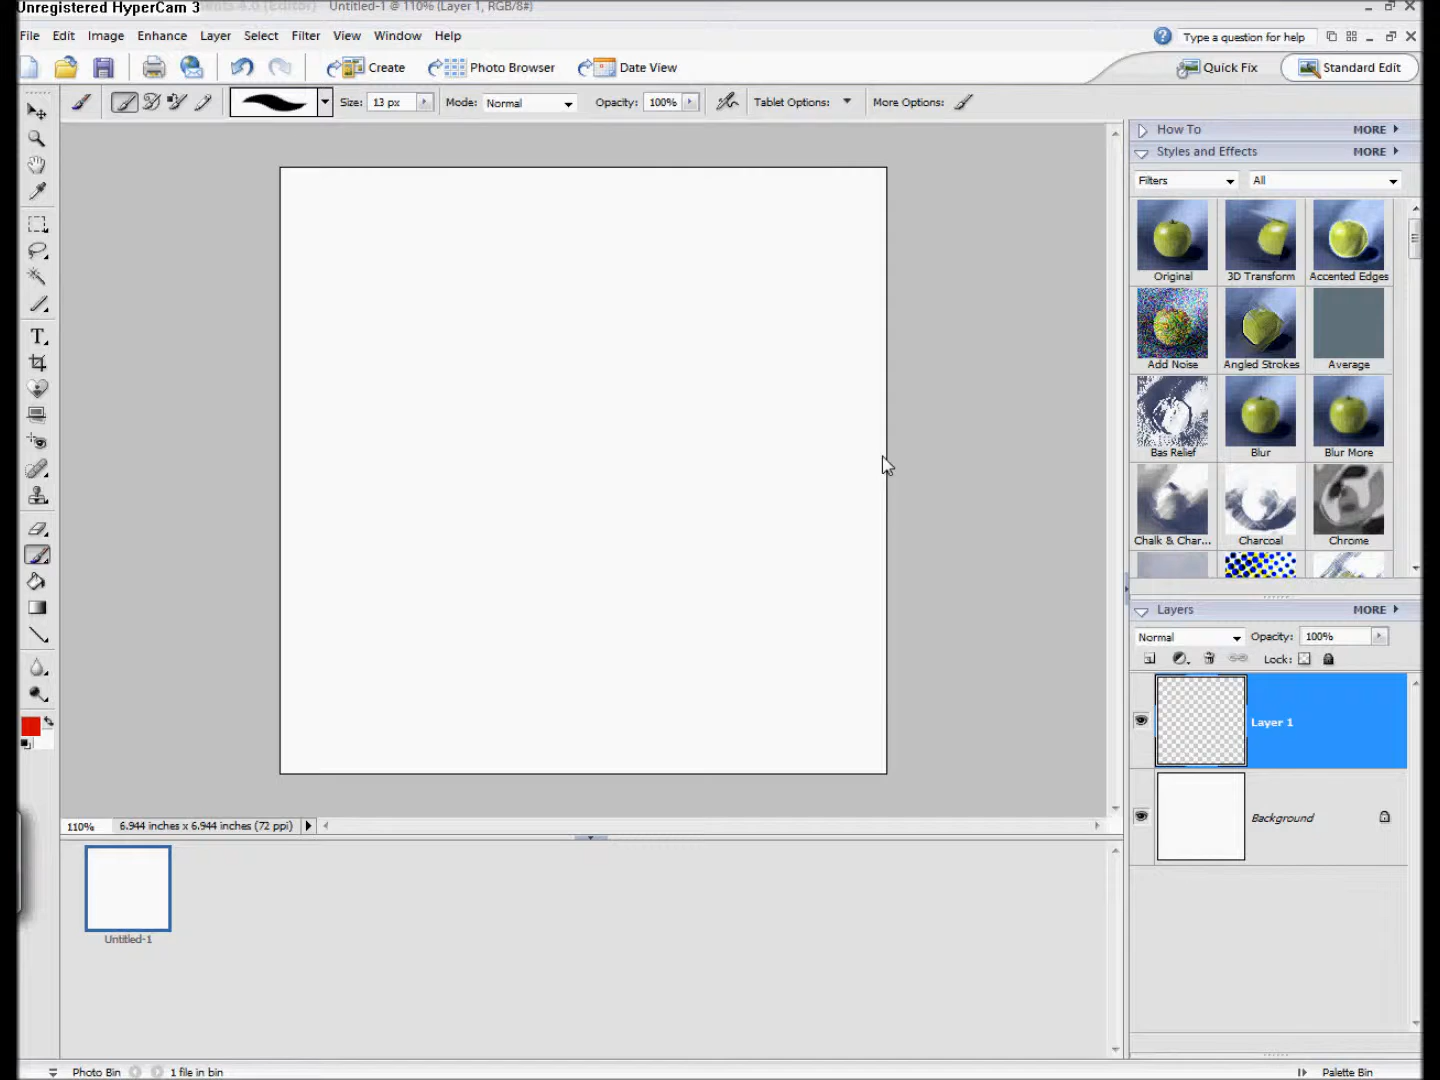 Unregistered HyperCam 3
ents 4.0 (Editor) Untitled-1 @ 110% (Layer 1, RGB/8#)
File Edit Image Enhance Layer Select Filter View Window Help
Type a question for help
Create Photo Browser Date View
Quick Fix Standard Edit
Size: 13 px Mode: Normal Opacity: 100% Tablet Options: More Options:
How To MORE
Styles and Effects MORE
Filters All
Original 3D Transform Accented Edges
Add Noise Angled Strokes Average
Bas Relief Blur Blur More
Chalk & Char... Charcoal Chrome
Layers MORE
Normal Opacity: 100%
Lock:
Layer 1
Background
110% 6.944 inches x 6.944 inches (72 ppi)
Untitled-1
Photo Bin 1 file in bin
Palette Bin